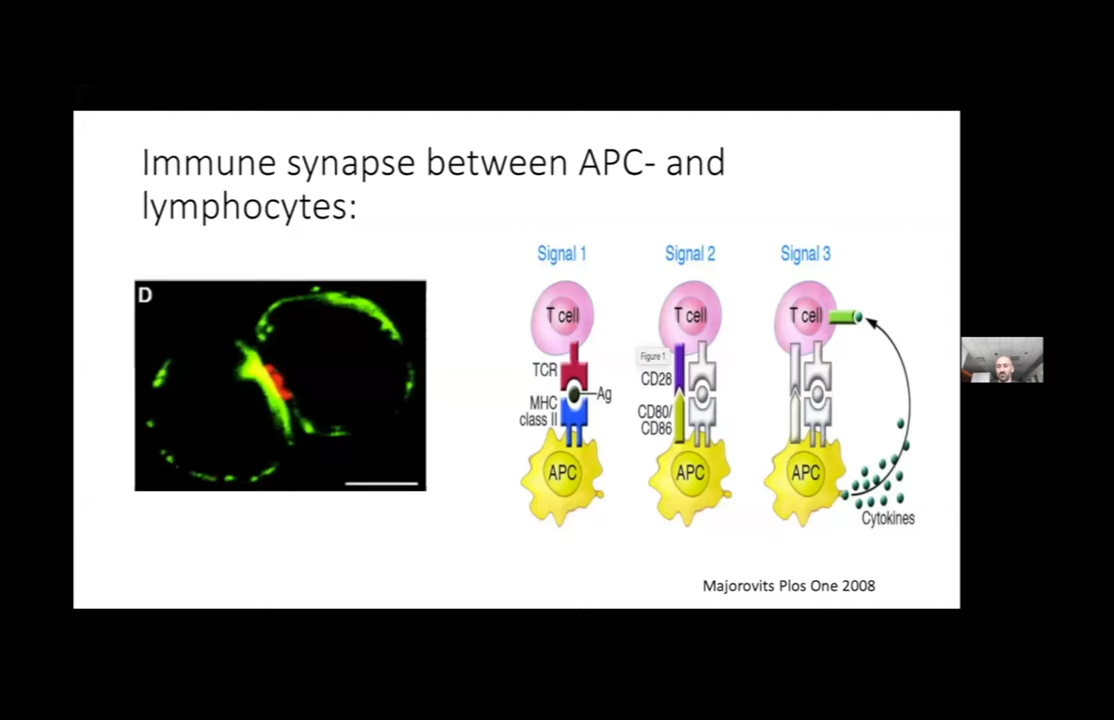 Immune synapse between APC- and
lymphocytes:
D
Signal 1
Signal 2
Signal 3
T cell
T cell
T cell
Figure 1
TCR
Ag
CD28
MHC
class II
CD80/
CD86
APC
APC
APC
Cytokines
Majorovits Plos One 2008